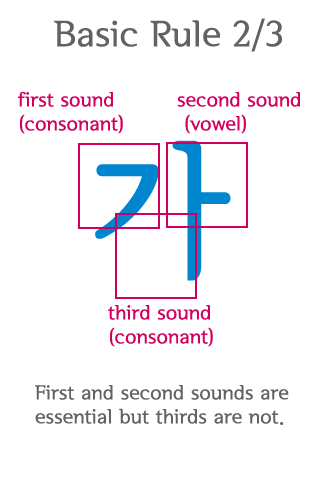 Basic Rule 2/3
first sound
(consonant)
second sound
(vowel)
가
third sound
(consonant)
First and second sounds are
essential but thirds are not.